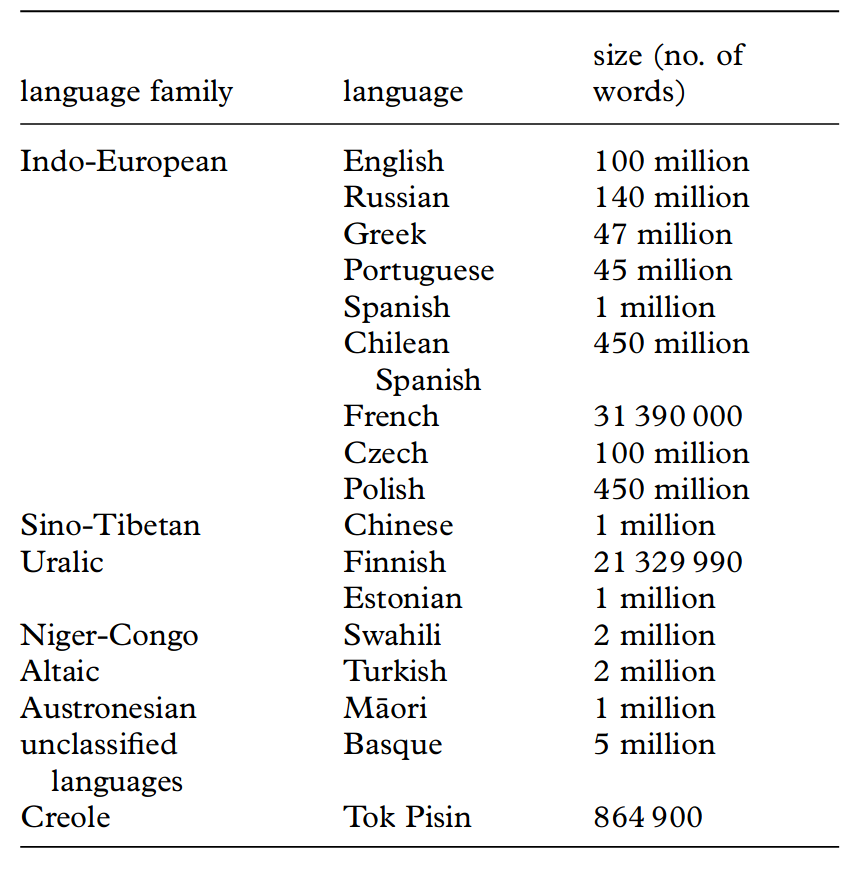 size (no. of
language family language words)
Indo-European English 100 million
Russian 140 million
Greek 47 million
Portuguese 45 million
Spanish 1 million
Chilean 450 million
Spanish
French 31 390 000
Czech 100 million
Polish 450 million
Sino-Tibetan Chinese 1 million
Uralic Finnish 21 329 990
Estonian 1 million
Niger-Congo Swahili 2 million
Altaic Turkish 2 million
Austronesian Māori 1 million
unclassified Basque 5 million
languages
Creole Tok Pisin 864 900